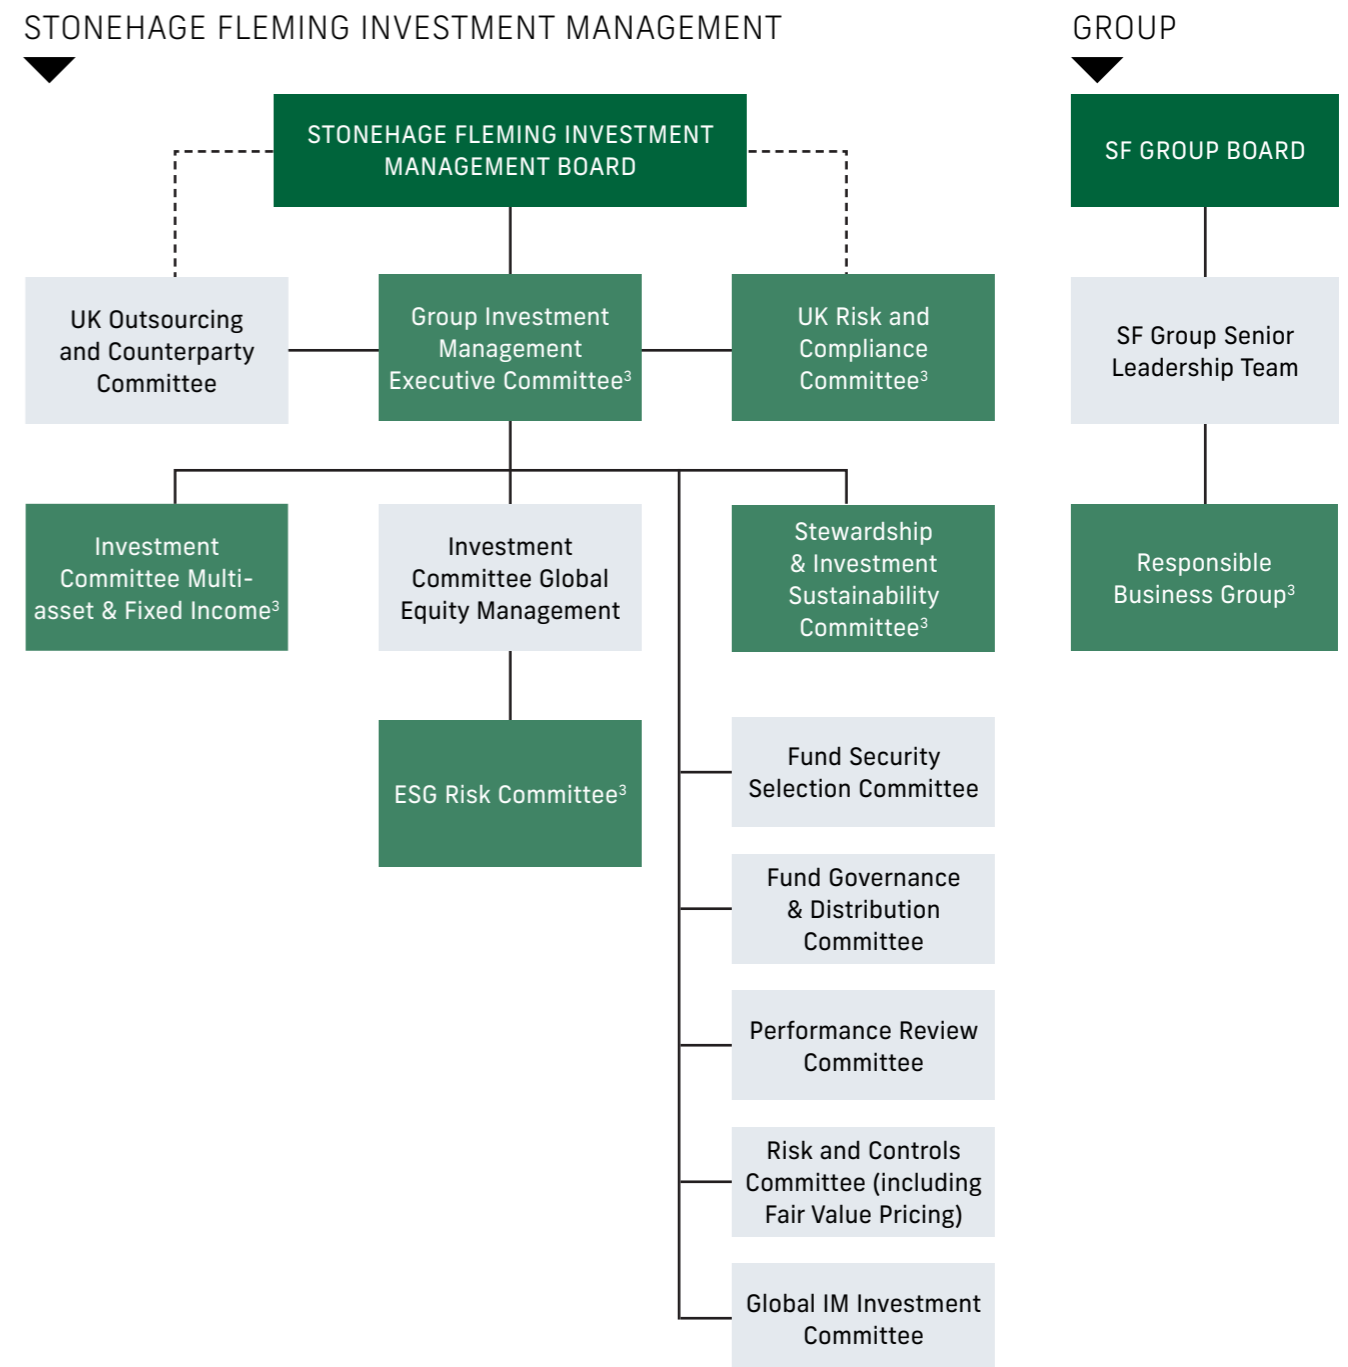 STONEHAGE FLEMING INVESTMENT MANAGEMENT
GROUP
STONEHAGE FLEMING INVESTMENT
MANAGEMENT BOARD
SF GROUP BOARD
UK Outsourcing
and Counterparty
Committee
Group Investment
Management
Executive Committee³
UK Risk and
Compliance
Committee³
SF Group Senior
Leadership Team
Investment
Committee Multi-
asset & Fixed Income³
Investment
Committee Global
Equity Management
Stewardship
& Investment
Sustainability
Committee³
Responsible
Business Group³
ESG Risk Committee³
Fund Security
Selection Committee
Fund Governance
& Distribution
Committee
Performance Review
Committee
Risk and Controls
Committee (including
Fair Value Pricing)
Global IM Investment
Committee